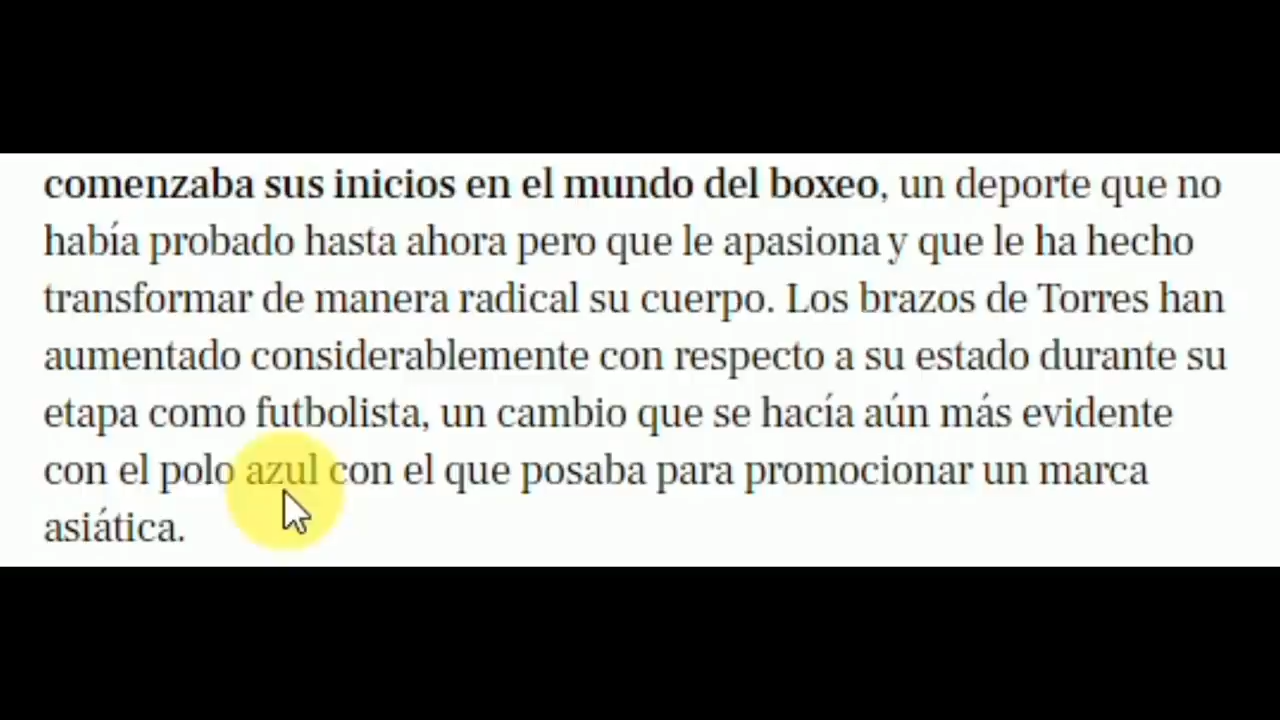 comenzaba sus inicios en el mundo del boxeo, un deporte que no
había probado hasta ahora pero que le apasiona y que le ha hecho
transformar de manera radical su cuerpo. Los brazos de Torres han
aumentado considerablemente con respecto a su estado durante su
etapa como futbolista, un cambio que se hacía aún más evidente
con el polo azul con el que posaba para promocionar un marca
asiática.